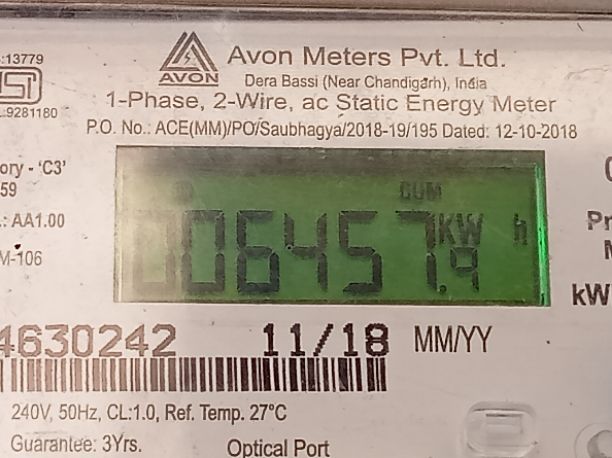 :13779
AVON
Avon Meters Pvt. Ltd.
Dera Bassi (Near Chandigarh), India
:9281180
1-Phase, 2-Wire, ac Static Energy Meter
P.O. No.: ACE(MM)/PO/Saubhagya/2018-19/195 Dated: 12-10-2018
ory - 'C3'
59
.: AA1.00
M-106
CUM
006457.9 KW h
Pr
M
kW
4630242 11/18 MM/YY
240V, 50Hz, CL:1.0, Ref. Temp. 27°C
Guarantee: 3Yrs.
Optical Port